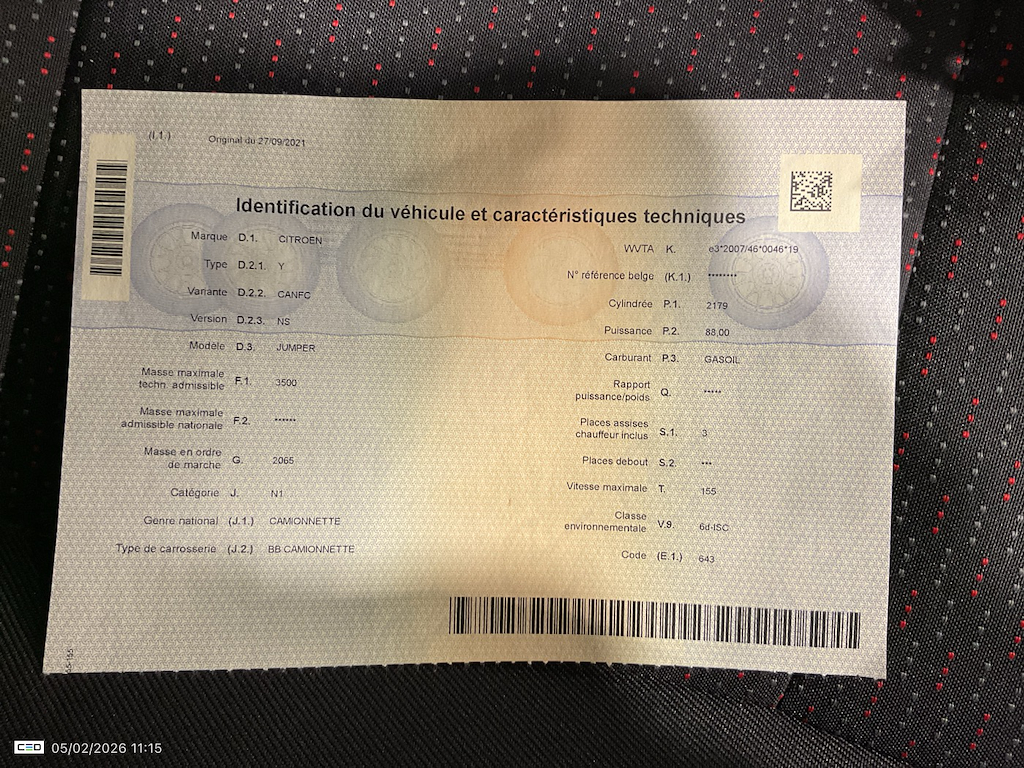 (I.1.) Original du 27/09/2021
Identification du véhicule et caractéristiques techniques
Marque D.1. CITROEN
Type D.2.1. Y
Variante D.2.2. CANFC
Version D.2.3. NS
Modèle D.3. JUMPER
Masse maximale
techn. admissible F.1. 3500
Masse maximale
admissible nationale F.2. ******
Masse en ordre
de marche G. 2065
Catégorie J. N1
Genre national (J.1.) CAMIONNETTE
Type de carrosserie (J.2.) BB CAMIONNETTE
WVTA K. e3*2007/46*0046*19
N° référence belge (K.1.) ********
Cylindrée P.1. 2179
Puissance P.2. 88,00
Carburant P.3. GASOIL
Rapport
puissance/poids Q. *****
Places assises
chauffeur inclus S.1. 3
Places debout S.2. ***
Vitesse maximale T. 155
Classe
environnementale V.9. 6d-ISC
Code (E.1.) 643
CEO 05/02/2026 11:15